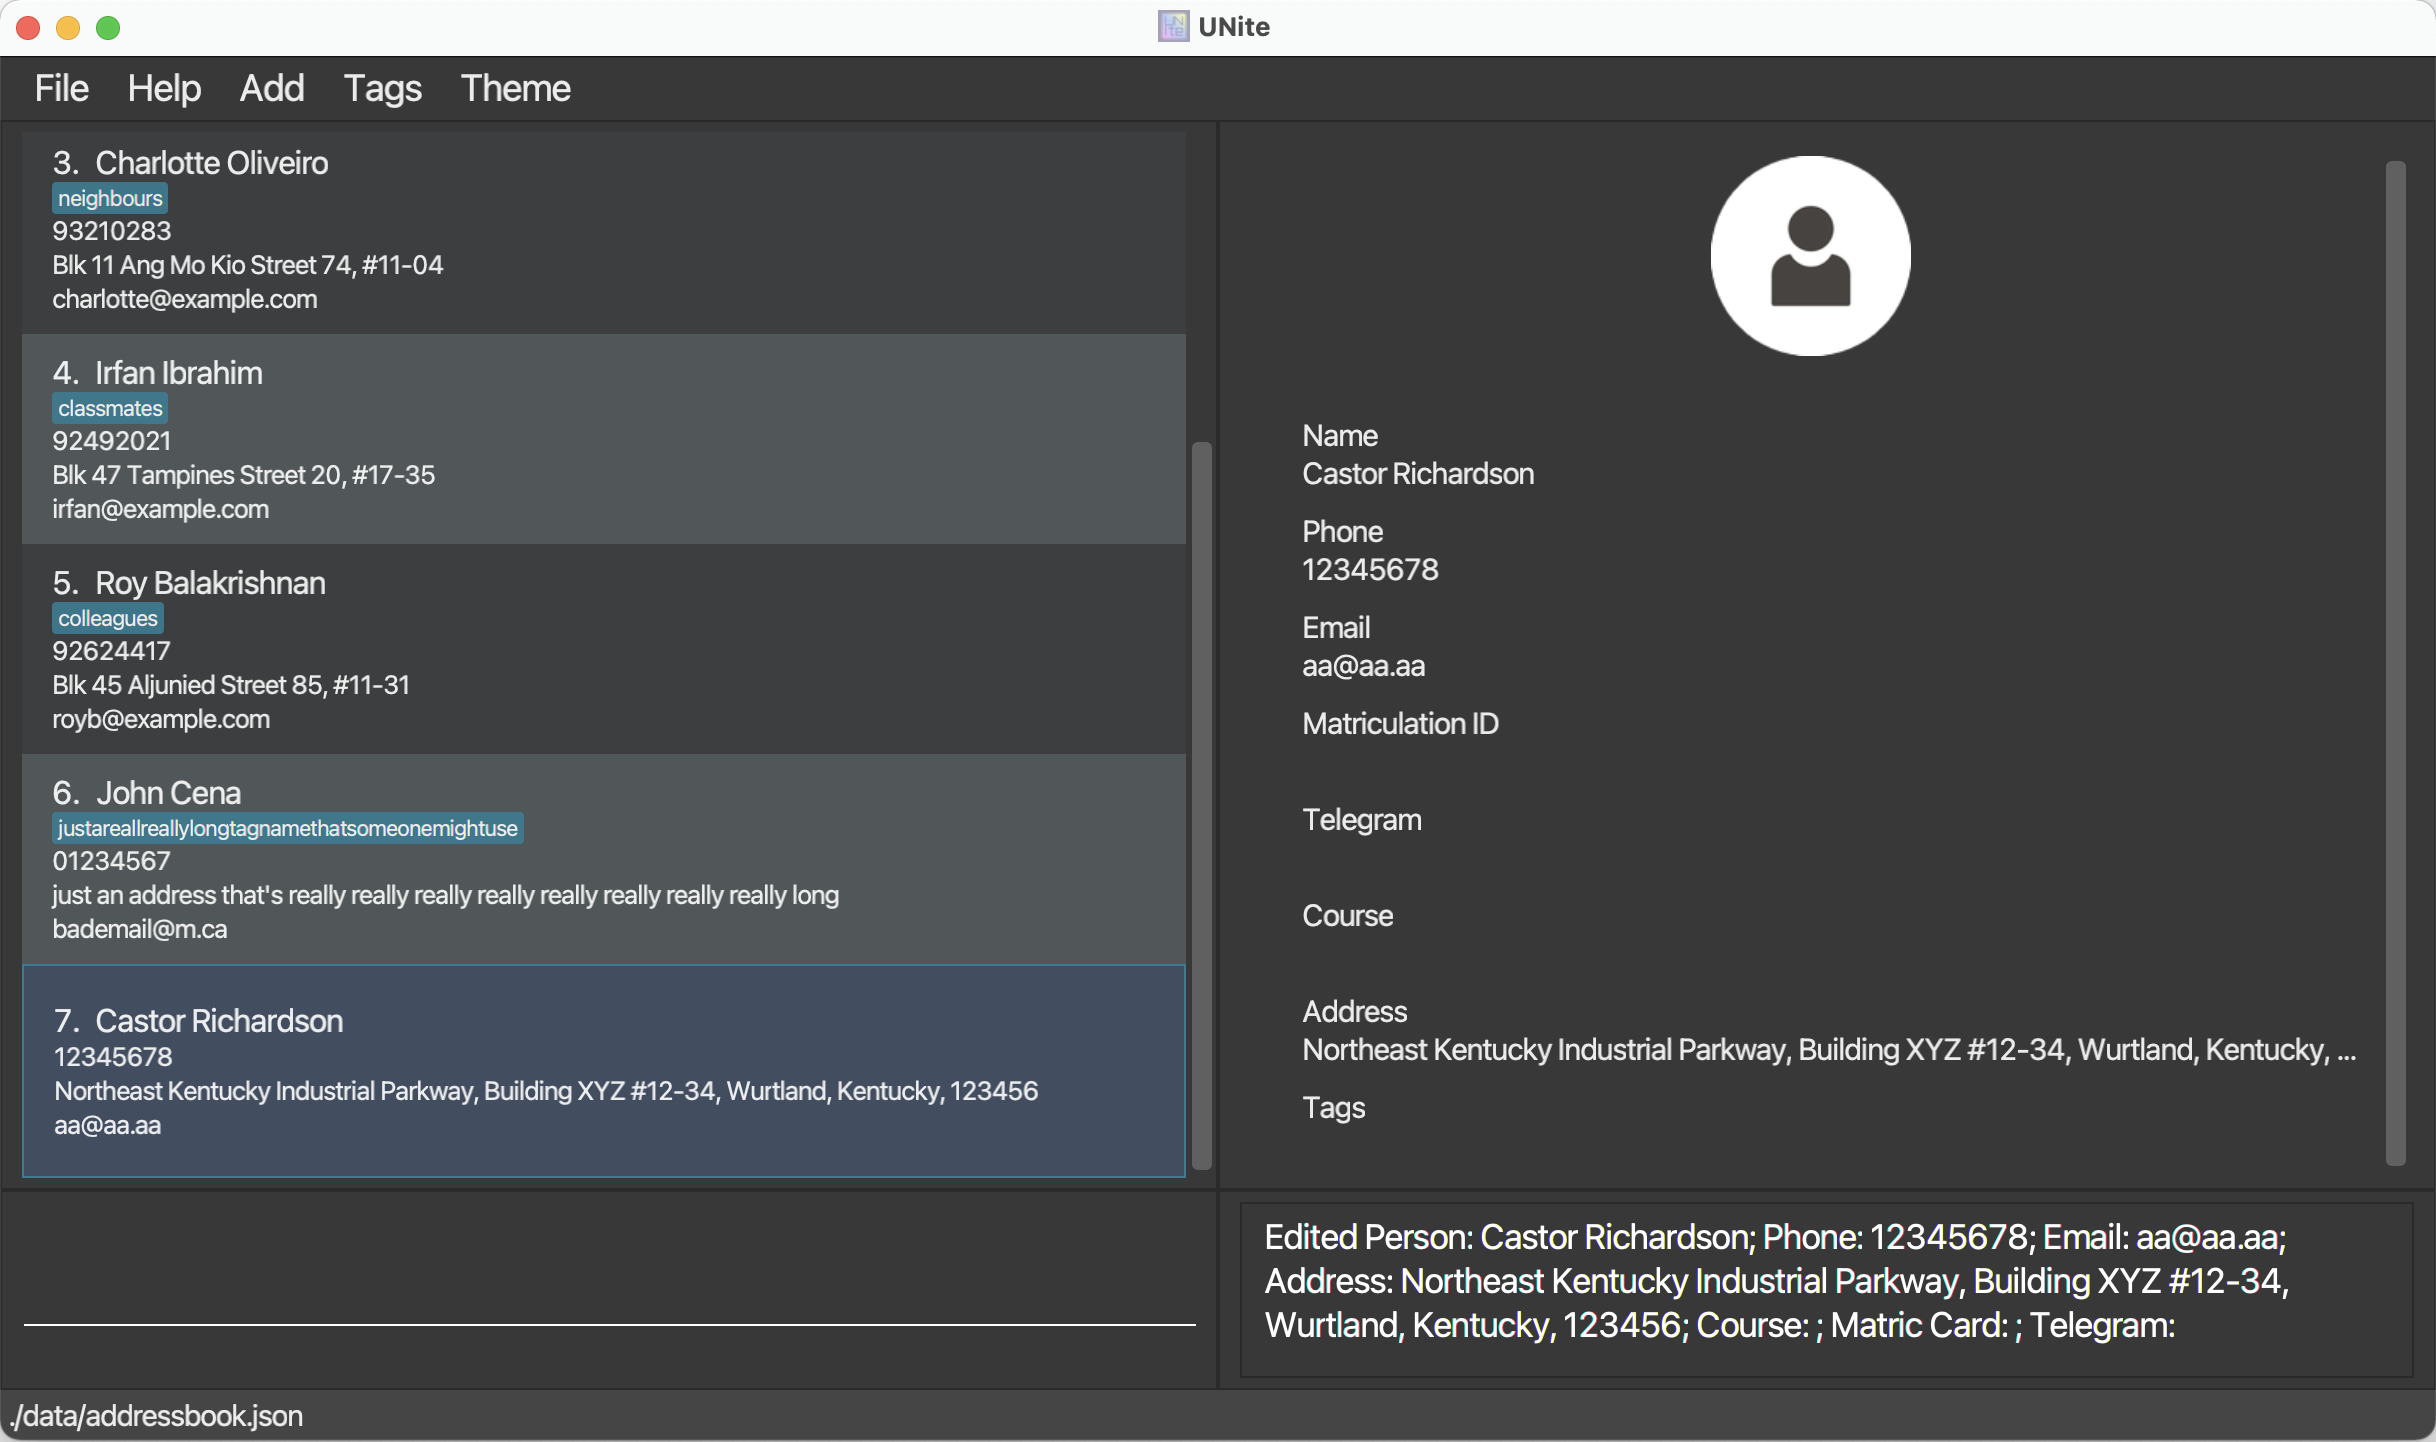 UNite
File Help Add Tags Theme
3. Charlotte Oliveiro
neighbours
93210283
Blk 11 Ang Mo Kio Street 74, #11-04
charlotte@example.com
4. Irfan Ibrahim
classmates
92492021
Blk 47 Tampines Street 20, #17-35
irfan@example.com
5. Roy Balakrishnan
colleagues
92624417
Blk 45 Aljunied Street 85, #11-31
royb@example.com
6. John Cena
justareallreallylongtagnamethatsomeonemightuse
01234567
just an address that's really really really really really really really really long
bademail@m.ca
7. Castor Richardson
12345678
Northeast Kentucky Industrial Parkway, Building XYZ #12-34, Wurtland, Kentucky, 123456
aa@aa.aa
Name
Castor Richardson
Phone
12345678
Email
aa@aa.aa
Matriculation ID
Telegram
Course
Address
Northeast Kentucky Industrial Parkway, Building XYZ #12-34, Wurtland, Kentucky, ...
Tags
Edited Person: Castor Richardson; Phone: 12345678; Email: aa@aa.aa;
Address: Northeast Kentucky Industrial Parkway, Building XYZ #12-34,
Wurtland, Kentucky, 123456; Course: ; Matric Card: ; Telegram:
./data/addressbook.json